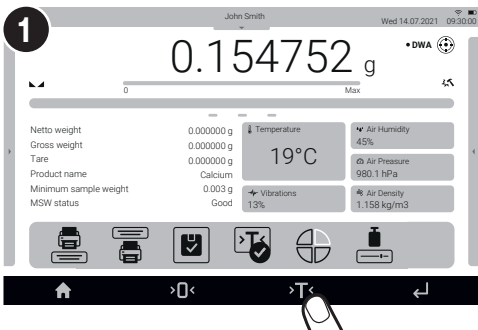 1
John Smith
Wed 14.07.2021 09:30:00
0.154752 g
• DWA
0
Max
Netto weight 0.000000 g
Gross weight 0.000000 g
Tare 0.000000 g
Product name Calcium
Minimum sample weight 0.003 g
MSW status Good
Temperature
19°C
Vibrations
13%
Air Humidity
45%
Air Preasure
980.1 hPa
Air Density
1.158 kg/m3
>T<
>0<
>T<